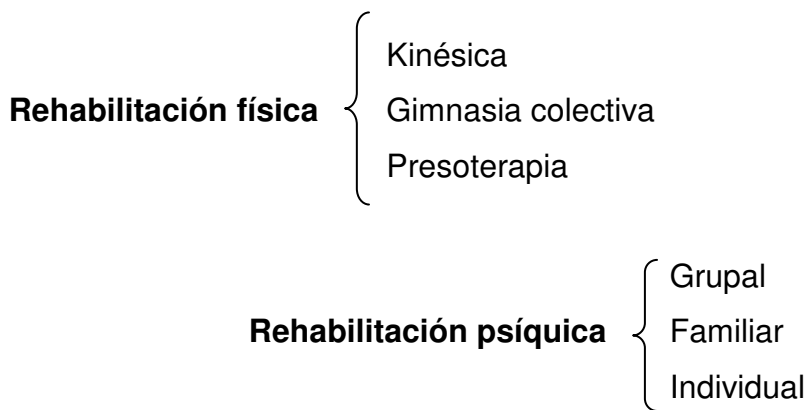 Kinésica
Rehabilitación física
Gimnasia colectiva
Presoterapia
Grupal
Rehabilitación psíquica
Familiar
Individual